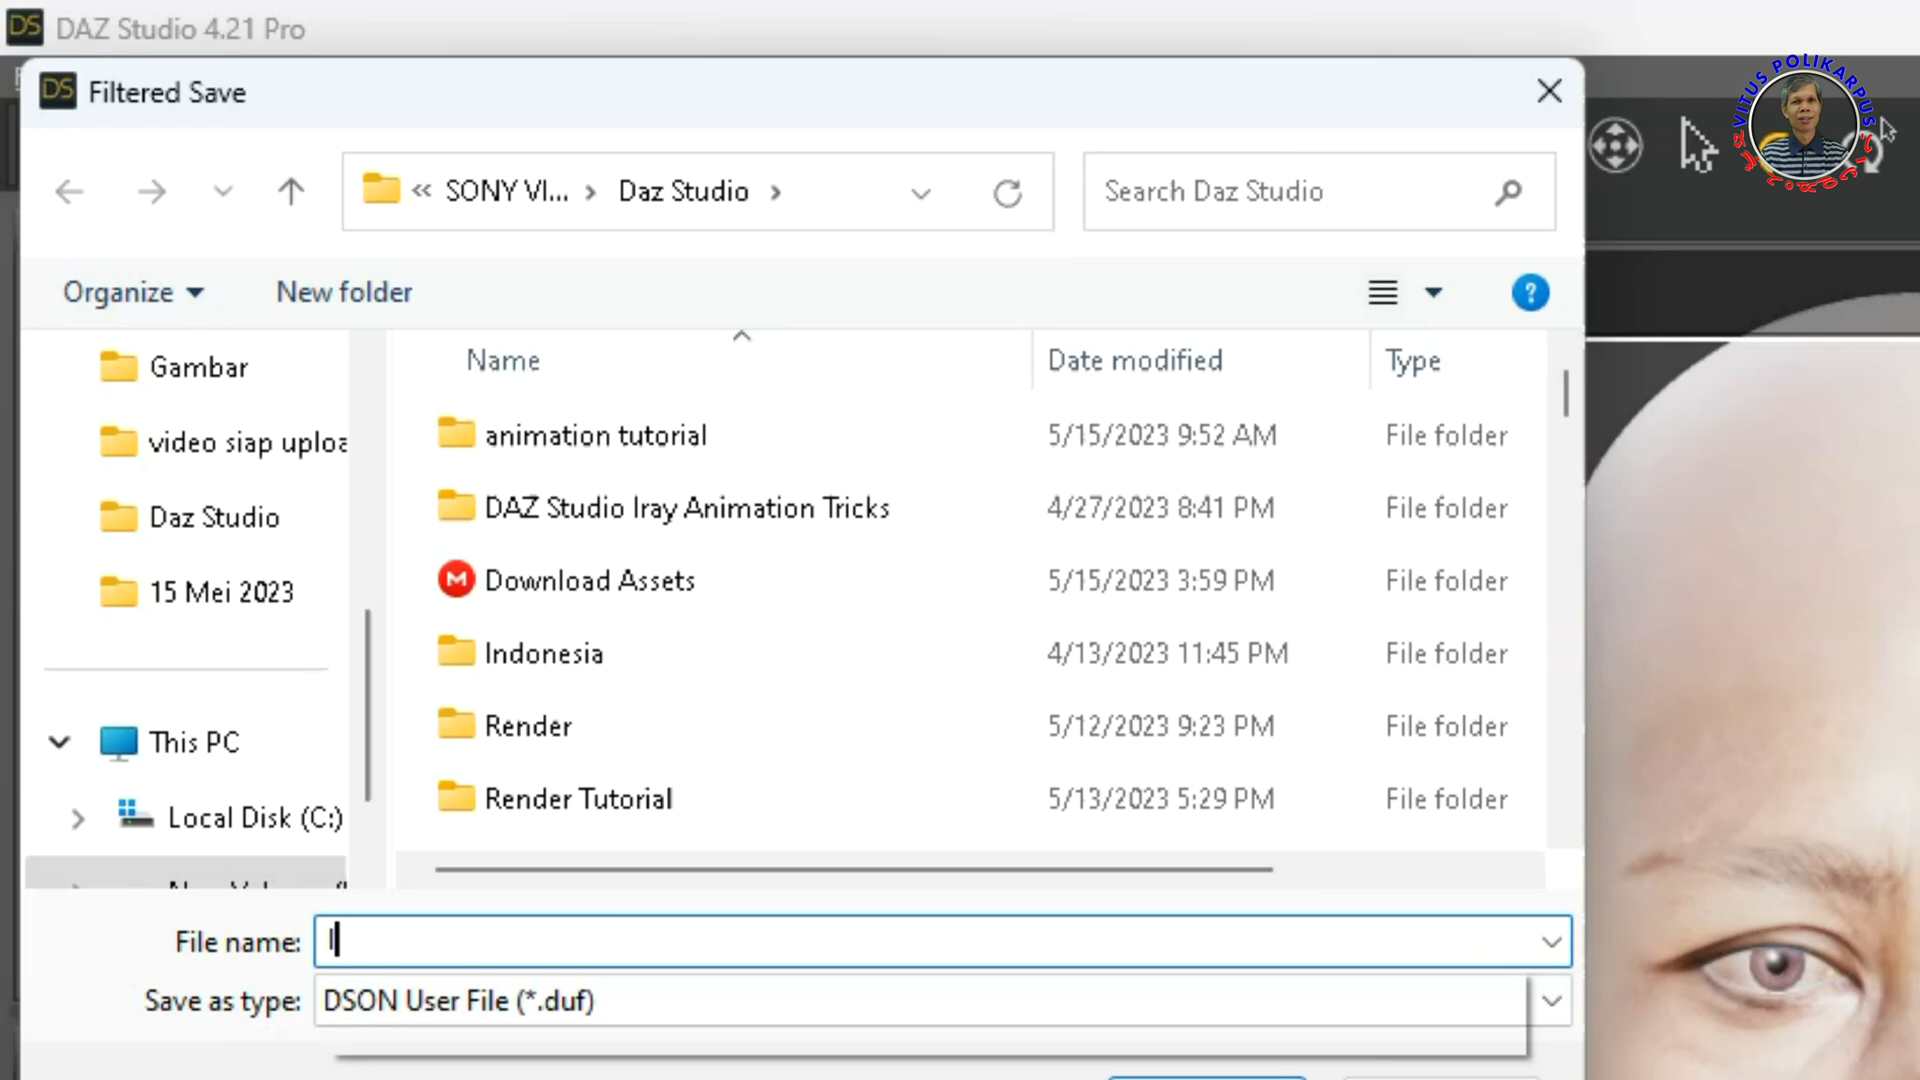 DS DAZ Studio 4.21 Pro
DS Filtered Save
VITUS POLIKARPUS
« SONY VI... > Daz Studio >
Search Daz Studio
Organize
New folder
?
Gambar
video siap uploa
Daz Studio
15 Mei 2023
This PC
Local Disk (C:)
Name
Date modified
Type
animation tutorial 5/15/2023 9:52 AM File folder
DAZ Studio Iray Animation Tricks 4/27/2023 8:41 PM File folder
M Download Assets 5/15/2023 3:59 PM File folder
Indonesia 4/13/2023 11:45 PM File folder
Render 5/12/2023 9:23 PM File folder
Render Tutorial 5/13/2023 5:29 PM File folder
File name:
Save as type: DSON User File (*.duf)